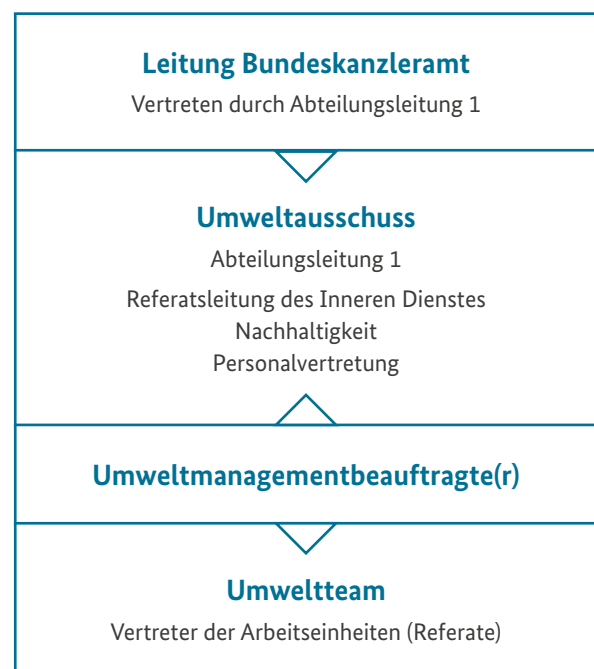 Leitung Bundeskanzleramt
Vertreten durch Abteilungsleitung 1
Umweltausschuss
Abteilungsleitung 1
Referatsleitung des Inneren Dienstes
Nachhaltigkeit
Personalvertretung
Umweltmanagementbeauftragte(r)
Umweltteam
Vertreter der Arbeitseinheiten (Referate)